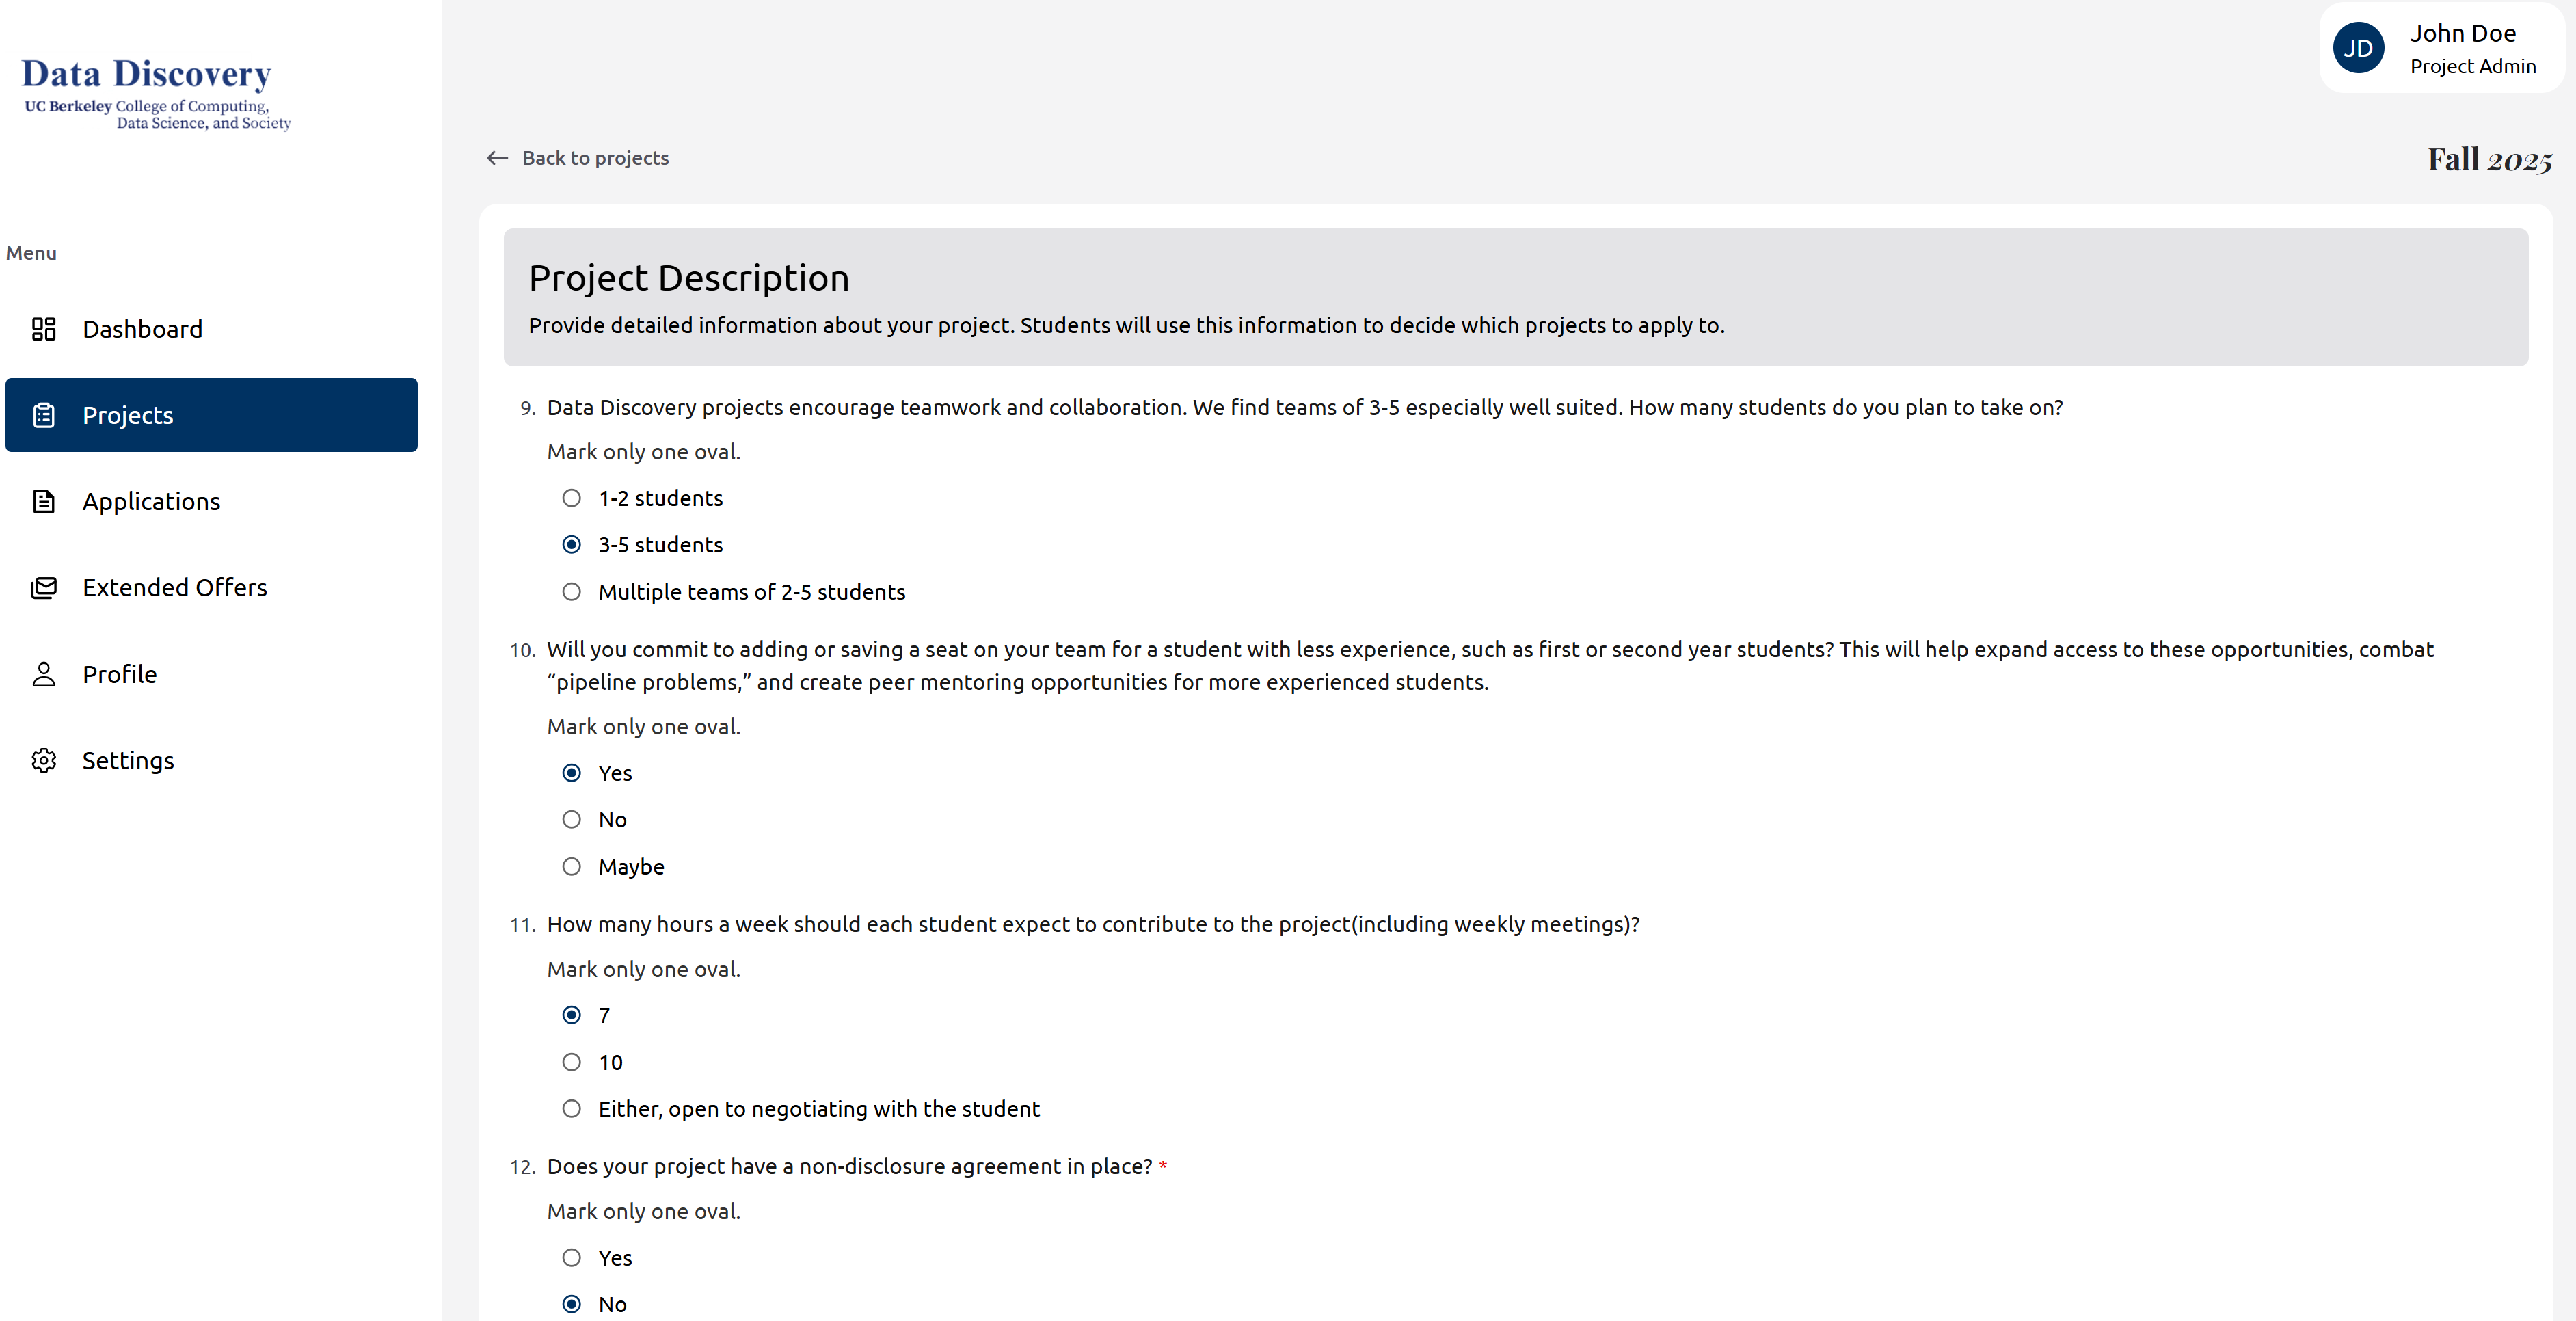 Data Discovery
UC Berkeley College of Computing,
Data Science, and Society
Menu
Dashboard
Projects
Applications
Extended Offers
Profile
Settings
JD
John Doe
Project Admin
Back to projects
Fall 2025
Project Description
Provide detailed information about your project. Students will use this information to decide which projects to apply to.
9. Data Discovery projects encourage teamwork and collaboration. We find teams of 3-5 especially well suited. How many students do you plan to take on?
Mark only one oval.
1-2 students
3-5 students
Multiple teams of 2-5 students
10. Will you commit to adding or saving a seat on your team for a student with less experience, such as first or second year students? This will help expand access to these opportunities, combat
“pipeline problems,” and create peer mentoring opportunities for more experienced students.
Mark only one oval.
Yes
No
Maybe
11. How many hours a week should each student expect to contribute to the project(including weekly meetings)?
Mark only one oval.
7
10
Either, open to negotiating with the student
12. Does your project have a non-disclosure agreement in place? *
Mark only one oval.
Yes
No